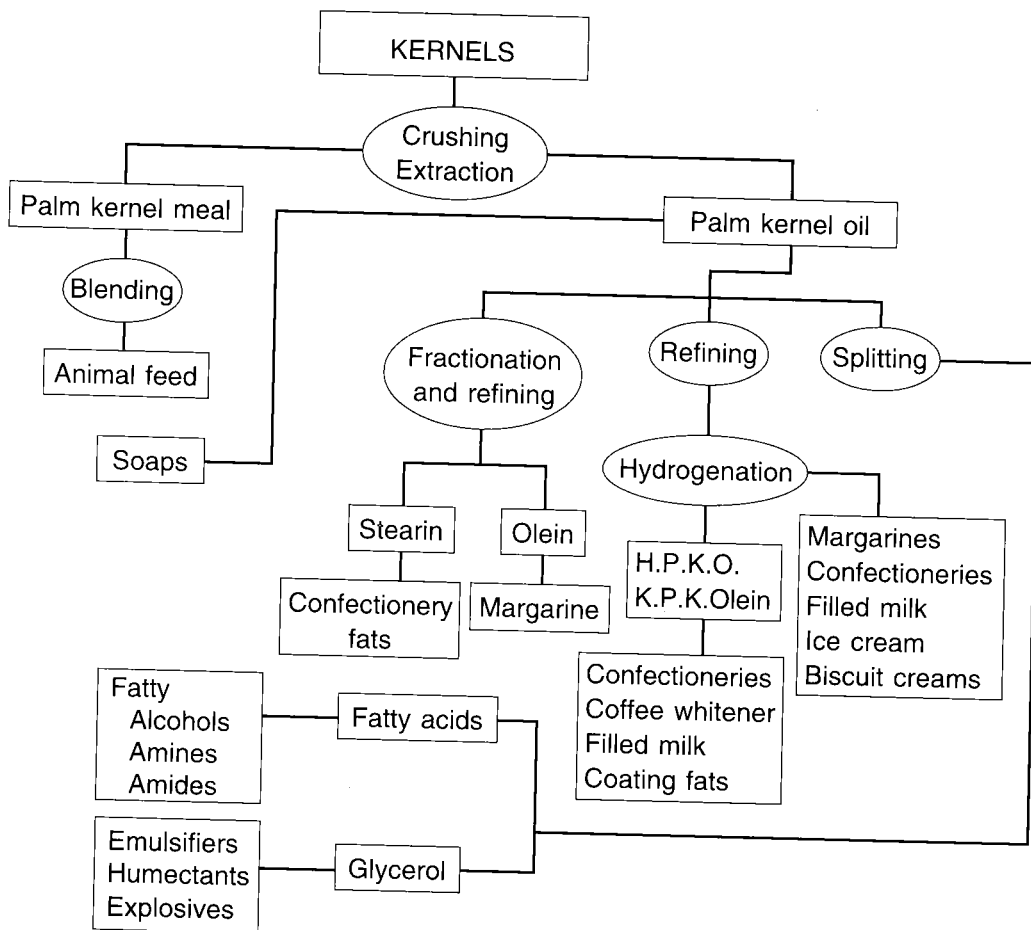 KERNELS
Crushing
Extraction
Palm kernel meal
Palm kernel oil
Blending
Animal feed
Soaps
Fractionation
and refining
Refining
Splitting
Hydrogenation
Stearin
Olein
Confectionery
fats
Margarine
H.P.K.O.
K.P.K.Olein
Margarines
Confectioneries
Filled milk
Ice cream
Biscuit creams
Confectioneries
Coffee whitener
Filled milk
Coating fats
Fatty
Alcohols
Amines
Amides
Fatty acids
Emulsifiers
Humectants
Explosives
Glycerol